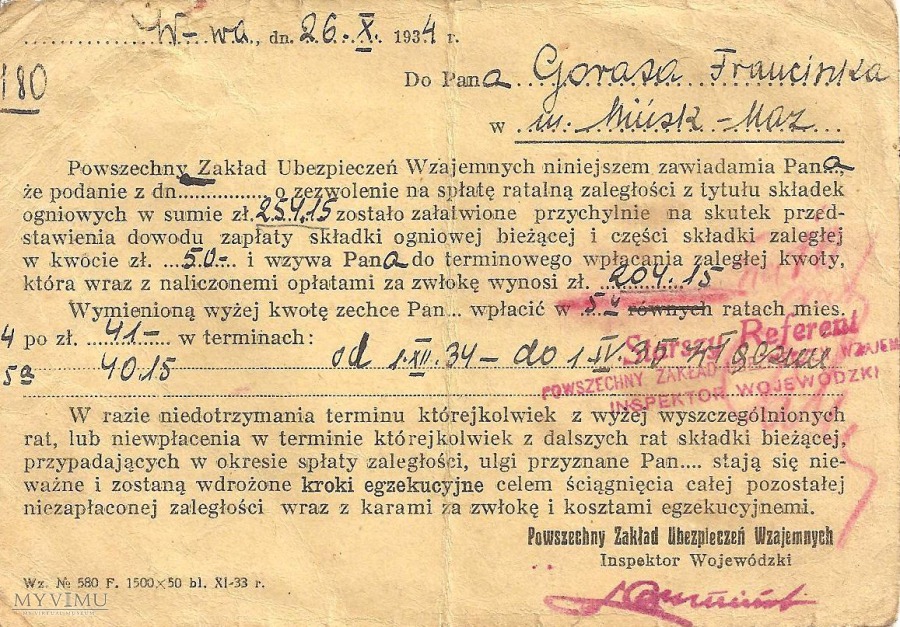 W-wa, dn. 26.X. 1934 r.
180
Do Pana Gorasa Franciszka
w m. Mińsk-Maz
Powszechny Zakład Ubezpieczeń Wzajemnych niniejszem zawiadamia Pana
że podanie z dn............... o zezwolenie na spłatę ratalną zaległości z tytułu składek
ogniowych w sumie zł. 254.15 zostało załatwione przychylnie na skutek przed-
stawienia dowodu zapłaty składki ogniowej bieżącej i części składki zaległej
w kwocie zł. ...50.-... i wzywa Pana do terminowego wpłacania zaległej kwoty,
która wraz z naliczonemi opłatami za zwłokę wynosi zł. 204.15
Wymienioną wyżej kwotę zechce Pan... wpłacić w 5-u równych ratach mies.
4 po zł. 41- w terminach:
5a 40.15 od 1.XII.34 - do 1.IV.35
Starszy Referent
POWSZECHNY ZAKŁAD WZAJEM
INSPEKTOR WOJEWÓDZKI
W razie niedotrzymania terminu którejkolwiek z wyżej wyszczególnionych
rat, lub niewpłacenia w terminie którejkolwiek z dalszych rat składki bieżącej,
przypadających w okresie spłaty zaległości, ulgi przyznane Pan.... stają się nie-
ważne i zostaną wdrożone kroki egzekucyjne celem ściągnięcia całej pozostałej
niezapłaconej zaległości wraz z karami za zwłokę i kosztami egzekucyjnemi.
Powszechny Zakład Ubezpieczeń Wzajemnych
Inspektor Wojewódzki
Wz. № 580 F. 1500×50 bl. XI-33 r.
MYVIMU
MY VIRTUAL MUSEUM